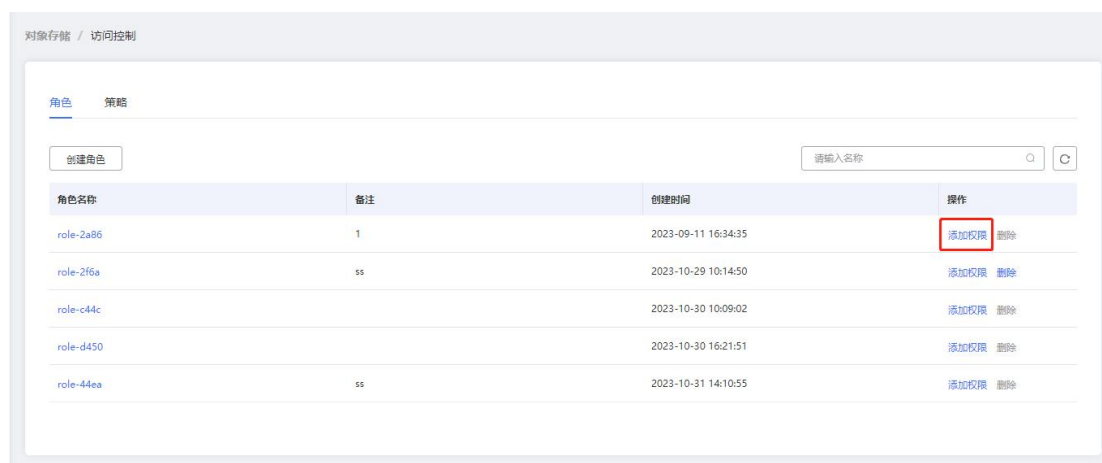 对象存储 / 访问控制
角色 策略
创建角色 请输入名称
角色名称 备注 创建时间 操作
role-2a86 1 2023-09-11 16:34:35 添加权限 删除
role-2f6a ss 2023-10-29 10:14:50 添加权限 删除
role-c44c 2023-10-30 10:09:02 添加权限 删除
role-d450 2023-10-30 16:21:51 添加权限 删除
role-44ea ss 2023-10-31 14:10:55 添加权限 删除